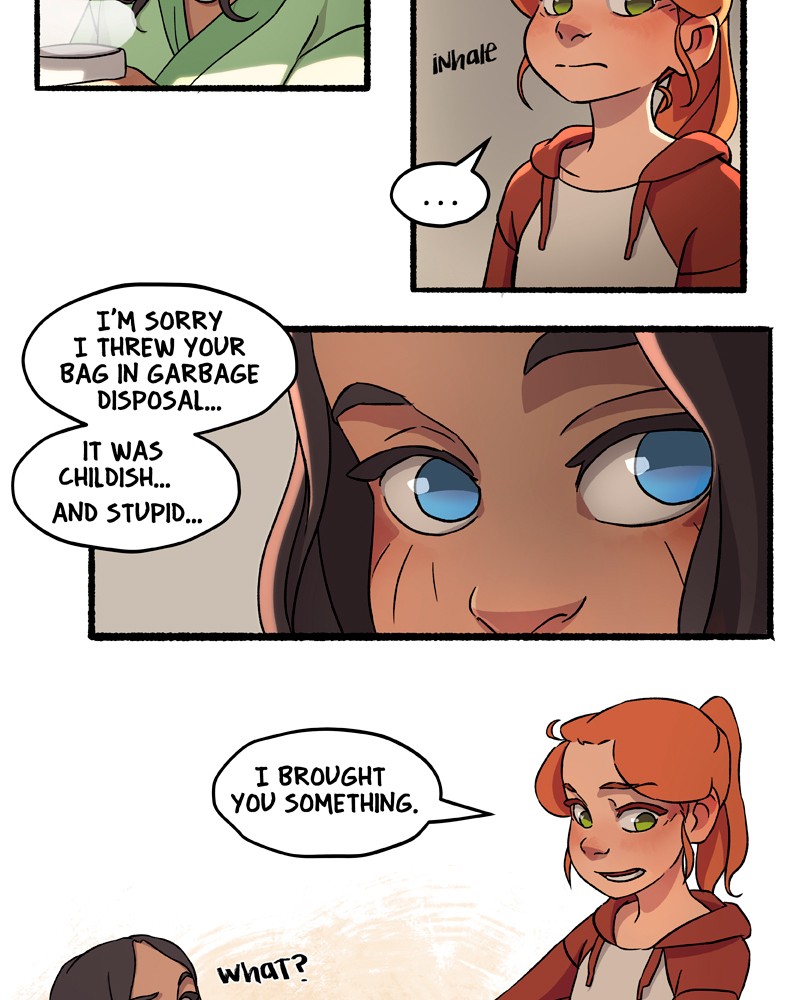 inhale
...
I'M SORRY
I THREW YOUR
BAG IN GARBAGE
DISPOSAL...
IT WAS
CHILDISH...
AND STUPID...
I BROUGHT
YOU SOMETHING.
WHAT?